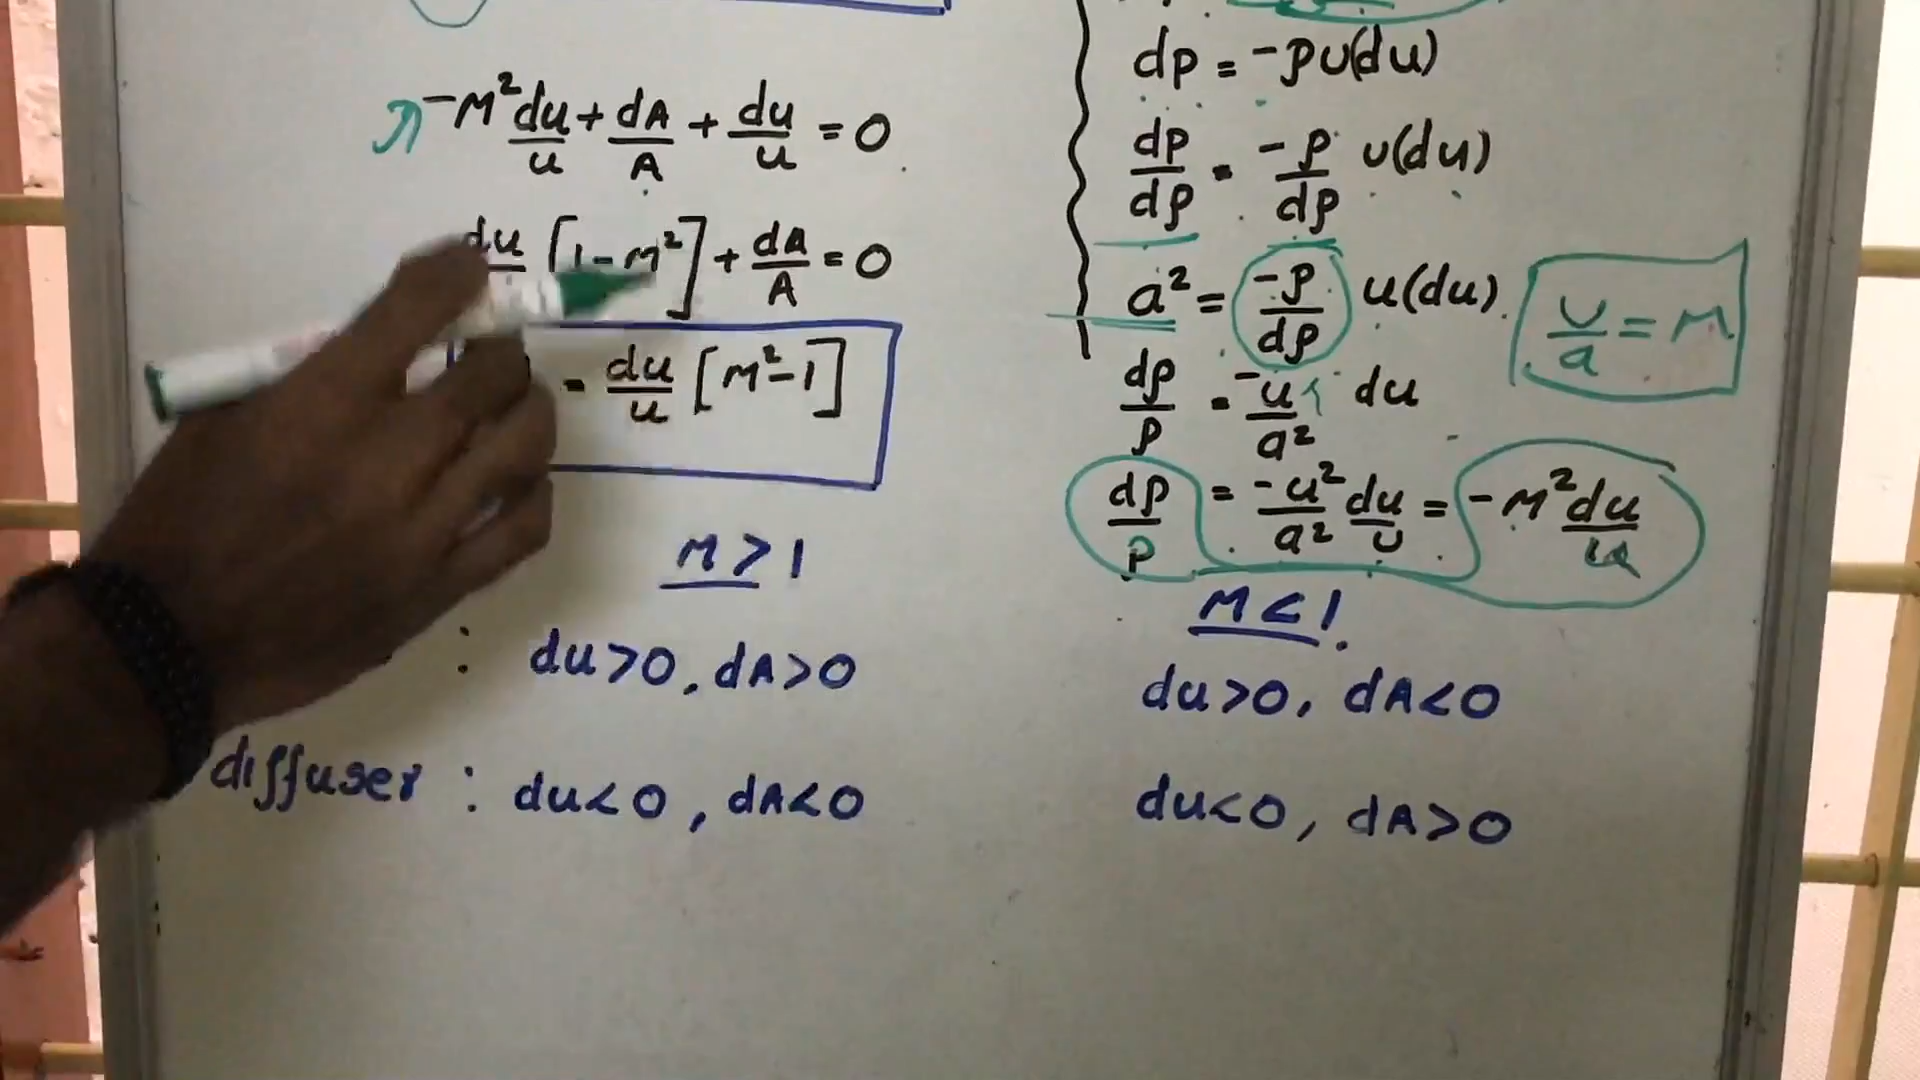 -M² du/u + dA/A + du/u = 0
du [1-M²] + dA/A = 0
= du/u [M²-1]
M > 1
: du>0, dA>0
diffuser : du<0, dA<0
dp = -ρu(du)
dp/dρ = -ρ/dρ u(du)
a² = -ρ/dρ u(du)
u/a = M
dρ/ρ = -u/a² du
dρ/ρ = -u²/a² du/u = -M² du/u
M < 1
du>0, dA<0
du<0, dA>0